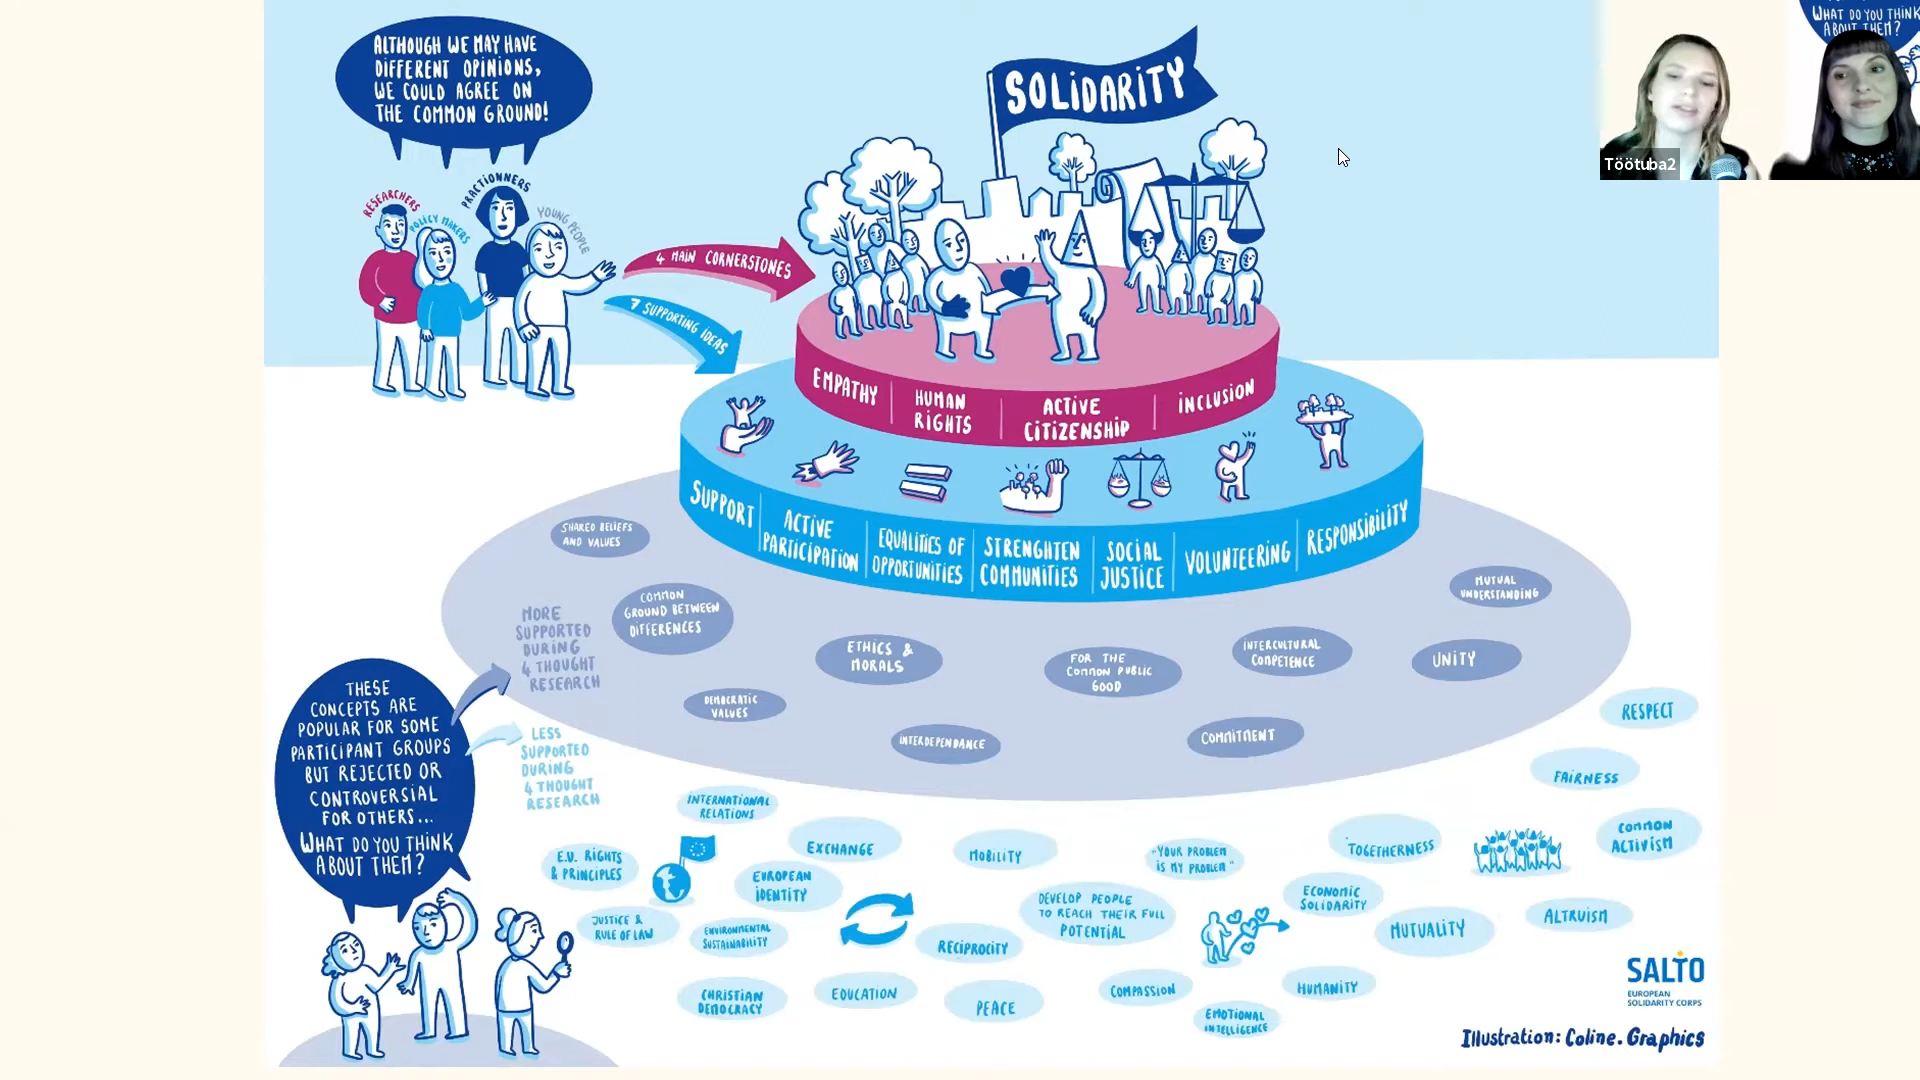 ALTHOUGH WE MAY HAVE
DIFFERENT OPINIONS,
WE COULD AGREE ON
THE COMMON GROUND!
RESEARCHERS
POLICY MAKERS
PRACTIONNERS
YOUNG PEOPLE
4 MAIN CORNERSTONES
7 SUPPORTING IDEAS
SOLIDARITY
WHAT DO YOU THINK
ABOUT THEM?
Töötuba2
EMPATHY
HUMAN
RIGHTS
ACTIVE
CITIZENSHIP
INCLUSION
SUPPORT
ACTIVE
PARTICIPATION
EQUALITIES OF
OPPORTUNITIES
STRENGHTEN
COMMUNITIES
SOCIAL
JUSTICE
VOLUNTEERING
RESPONSIBILITY
SHARED BELIEFS
AND VALUES
COMMON
GROUND BETWEEN
DIFFERENCES
ETHICS &
MORALS
FOR THE
COMMON PUBLIC
GOOD
INTERCULTURAL
COMPETENCE
MUTUAL
UNDERSTANDING
UNITY
DEMOCRATIC
VALUES
INTERDEPENDANCE
COMMITMENT
MORE
SUPPORTED
DURING
4 THOUGHT
RESEARCH
LESS
SUPPORTED
DURING
4 THOUGHT
RESEARCH
THESE
CONCEPTS ARE
POPULAR FOR SOME
PARTICIPANT GROUPS
BUT REJECTED OR
CONTROVERSIAL
FOR OTHERS...
WHAT DO YOU THINK
ABOUT THEM?
RESPECT
FAIRNESS
COMMON
ACTIVISM
INTERNATIONAL
RELATIONS
EXCHANGE
MOBILITY
"YOUR PROBLEM
IS MY PROBLEM"
TOGETHERNESS
E.U. RIGHTS
& PRINCIPLES
EUROPEAN
IDENTITY
DEVELOP PEOPLE
TO REACH THEIR FULL
POTENTIAL
ECONOMIC
SOLIDARITY
MUTUALITY
ALTRUISM
JUSTICE &
RULE OF LAW
ENVIRONMENTAL
SUSTAINABILITY
RECIPROCITY
CHRISTIAN
DEMOCRACY
EDUCATION
PEACE
COMPASSION
HUMANITY
EMOTIONAL
INTELLIGENCE
SALTO
EUROPEAN
SOLIDARITY CORPS
Illustration: Coline.Graphics